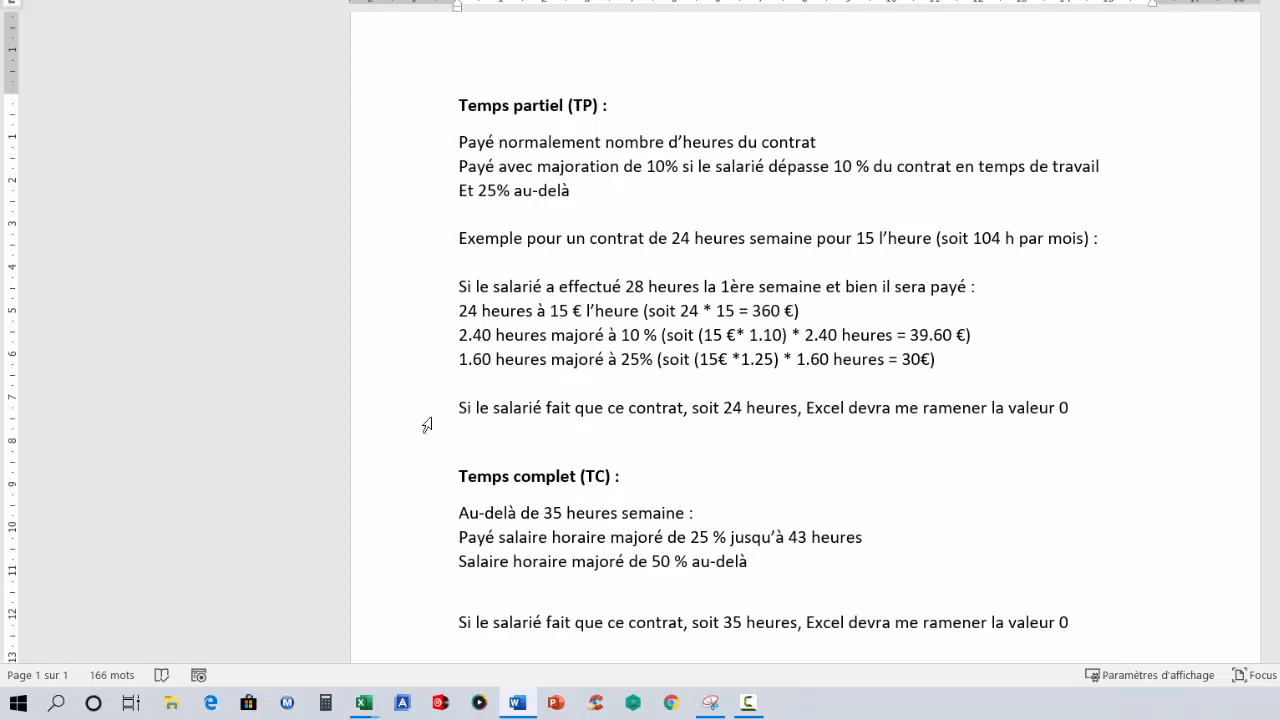 Temps partiel (TP) :
Payé normalement nombre d’heures du contrat
Payé avec majoration de 10% si le salarié dépasse 10 % du contrat en temps de travail
Et 25% au-delà
Exemple pour un contrat de 24 heures semaine pour 15 l’heure (soit 104 h par mois) :
Si le salarié a effectué 28 heures la 1ère semaine et bien il sera payé :
24 heures à 15 € l’heure (soit 24 * 15 = 360 €)
2.40 heures majoré à 10 % (soit (15 €* 1.10) * 2.40 heures = 39.60 €)
1.60 heures majoré à 25% (soit (15€ *1.25) * 1.60 heures = 30€)
Si le salarié fait que ce contrat, soit 24 heures, Excel devra me ramener la valeur 0
Temps complet (TC) :
Au-delà de 35 heures semaine :
Payé salaire horaire majoré de 25 % jusqu’à 43 heures
Salaire horaire majoré de 50 % au-delà
Si le salarié fait que ce contrat, soit 35 heures, Excel devra me ramener la valeur 0
Page 1 sur 1 166 mots Paramètres d'affichage Focus